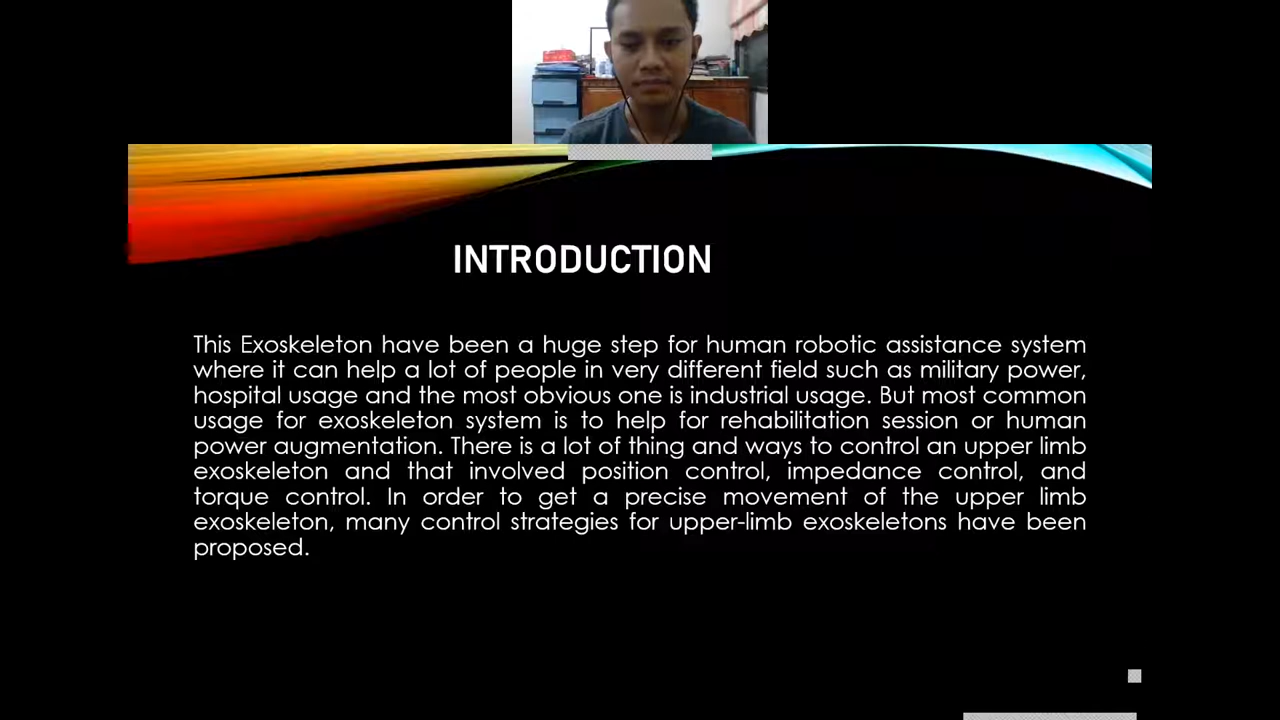 INTRODUCTION
This Exoskeleton have been a huge step for human robotic assistance system
where it can help a lot of people in very different field such as military power,
hospital usage and the most obvious one is industrial usage. But most common
usage for exoskeleton system is to help for rehabilitation session or human
power augmentation. There is a lot of thing and ways to control an upper limb
exoskeleton and that involved position control, impedance control, and
torque control. In order to get a precise movement of the upper limb
exoskeleton, many control strategies for upper-limb exoskeletons have been
proposed.